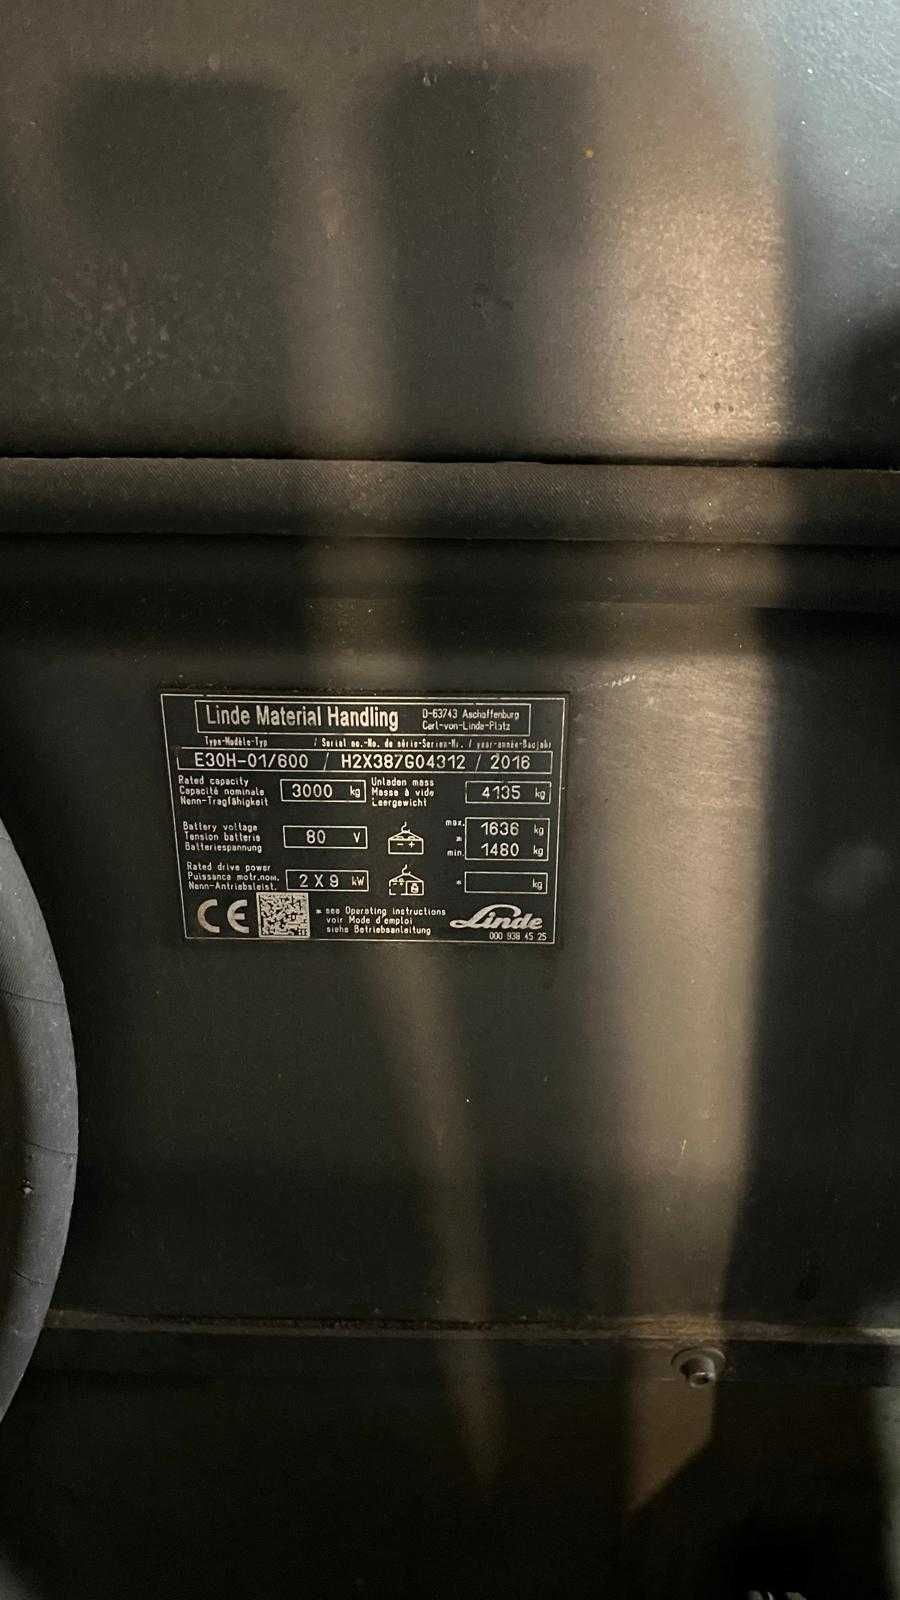 Linde Material Handling
D-63743 Aschaffenburg
Carl-von-Linde-Platz
Type-Modèle-Typ / Serial no.-No. de série-Serien-Nr. / year-année-Baujahr
E30H-01/600 / H2X387G04312 / 2016
Rated capacity
Capacité nominale
Nenn-Tragfähigkeit
3000 kg
Unladen mass
Masse à vide
Leergewicht
4135 kg
Battery voltage
Tension batterie
Batteriespannung
80 V
- +
max. 1636 kg
*
min. 1480 kg
Rated drive power
Puissance motr.nom.
Nenn-Antriebsleist.
2 X 9 kW
* kg
CE
* see Operating instructions
voir Mode d'emploi
siehe Betriebsanleitung
Linde
000 938 45 25